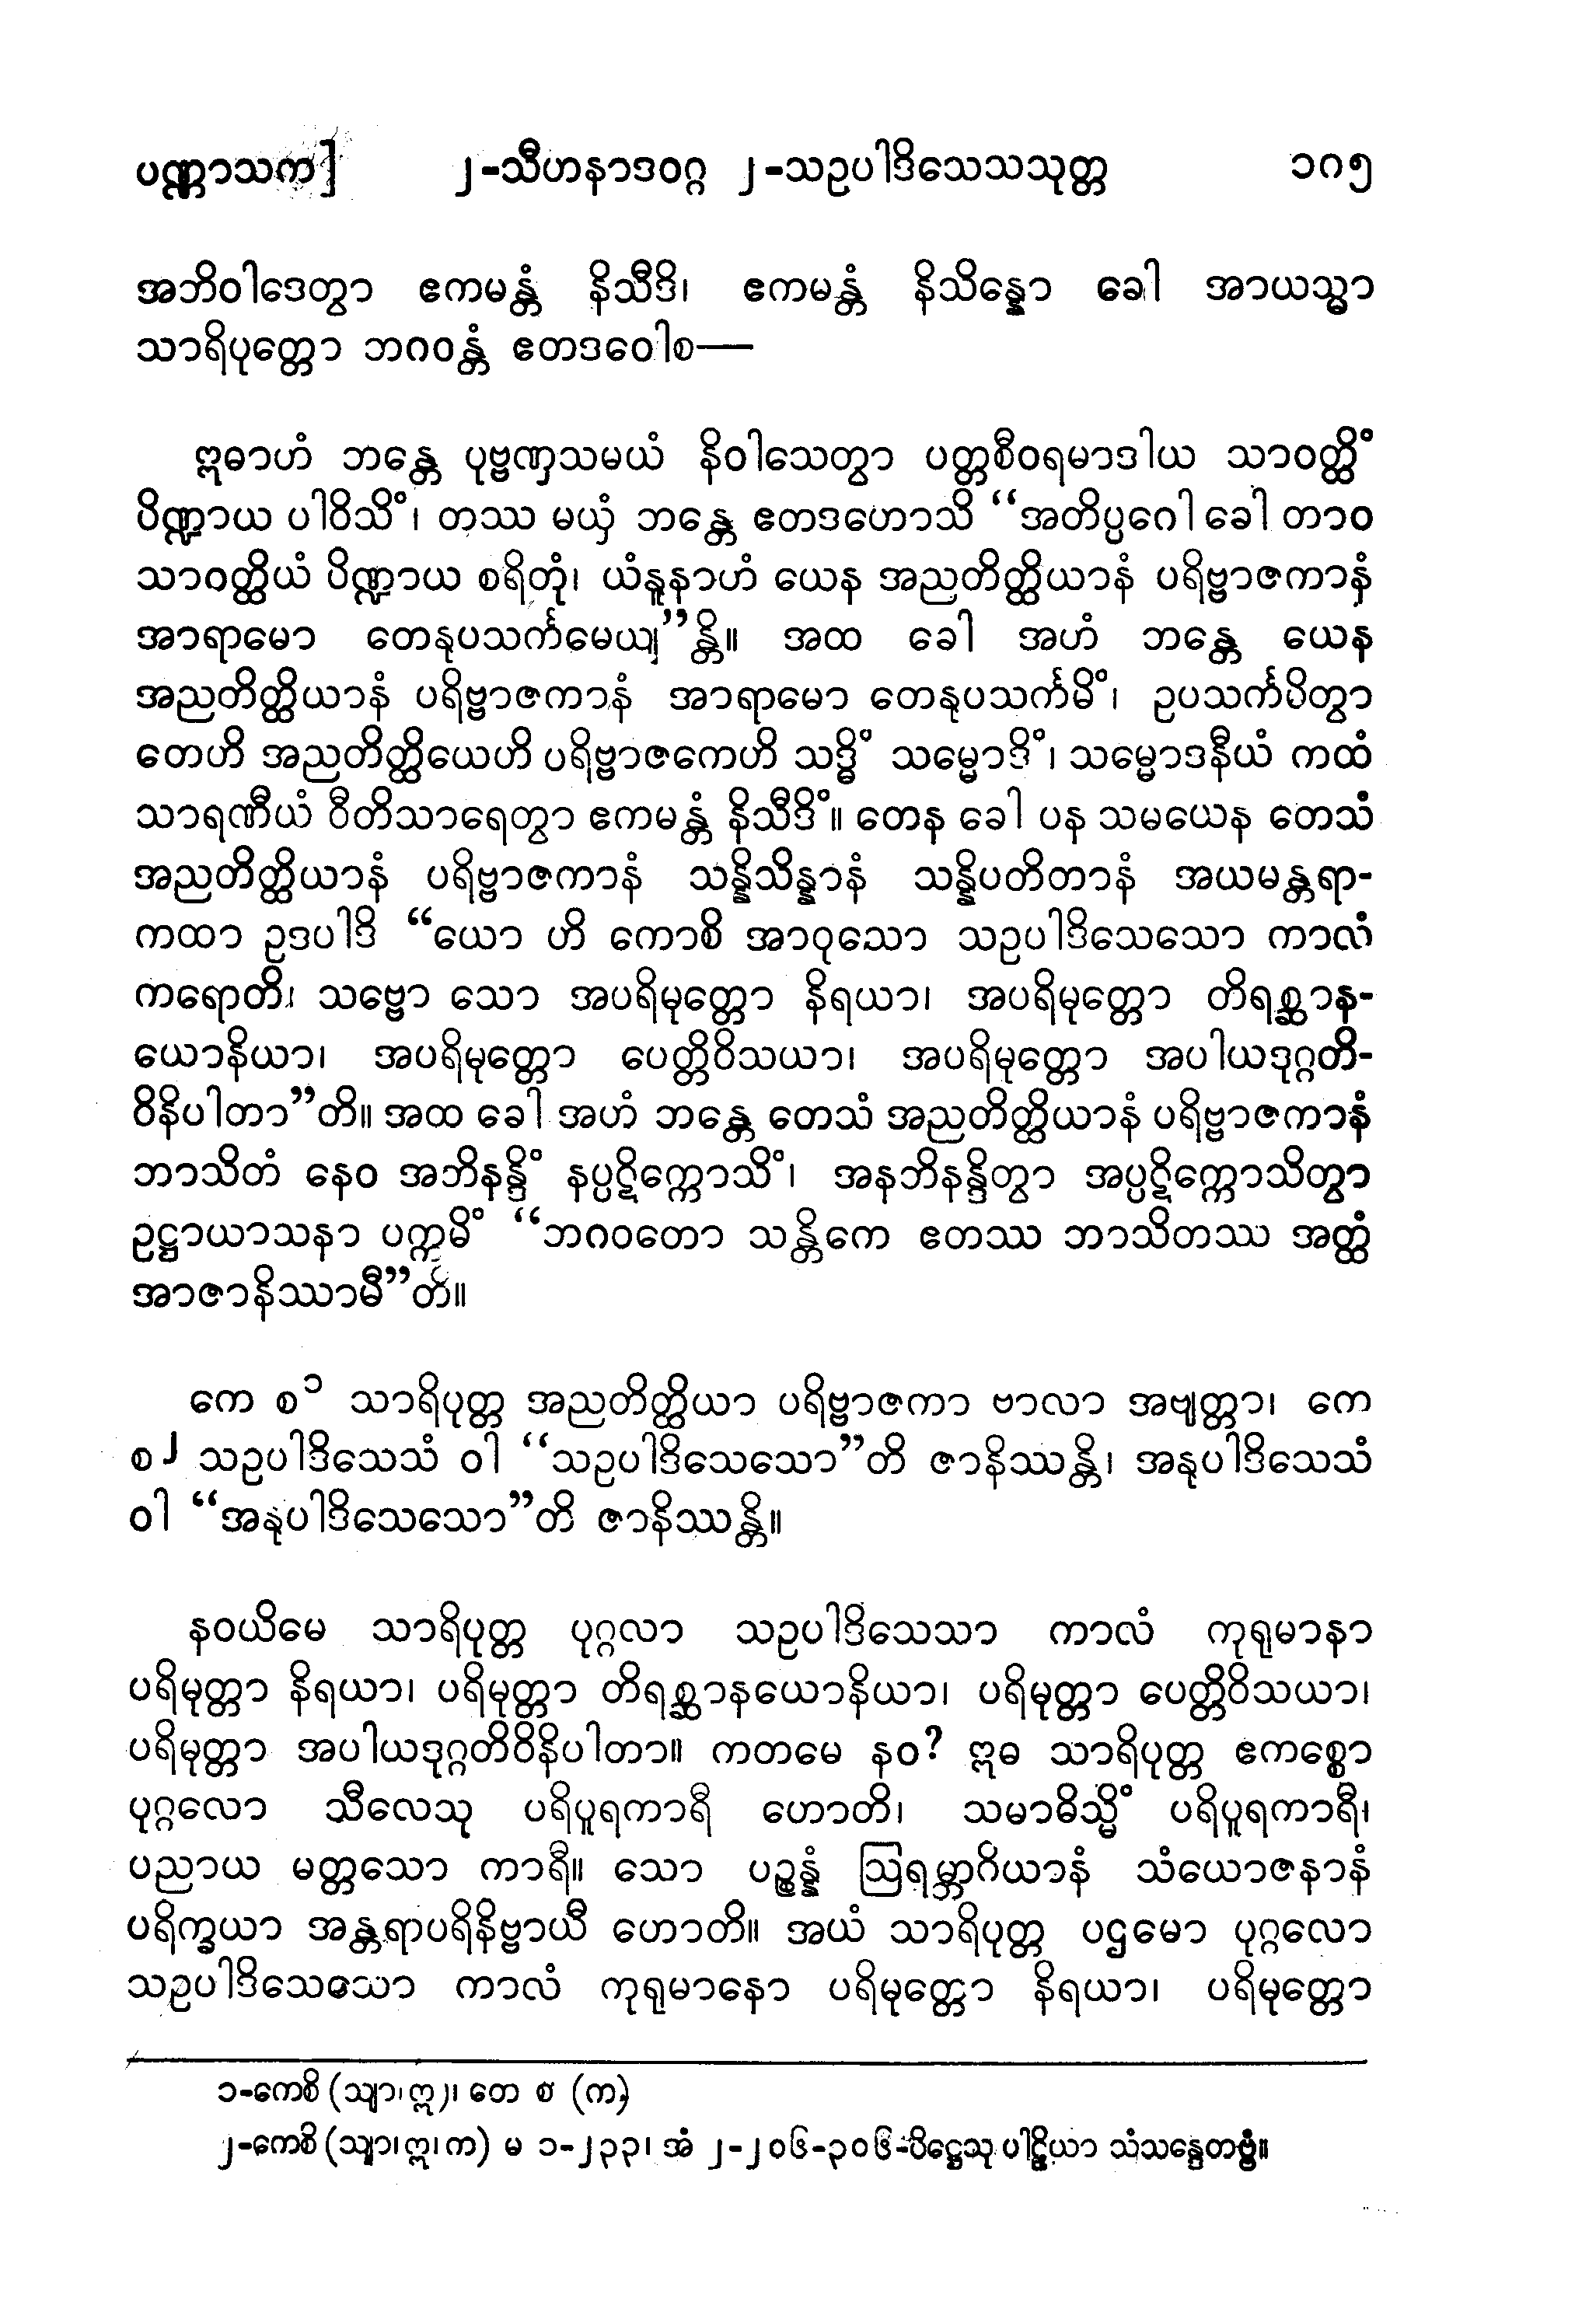 ပဏ္ဏာသက] ၂-သီဟနာဒဝဂ္ဂ ၂-သဥပါဒိသေသသုတ္တ ၁၈၅
အဘိဝါဒေတွာ ဧကမန္တံ နိသီဒိ၊ ဧကမန္တံ နိသိန္နော ခေါ အာယသ္မာ
သာရိပုတ္တော ဘဂဝန္တံ ဧတဒဝေါစ—
ဣဓာဟံ ဘန္တေ ပုဗ္ဗဏှသမယံ နိဝါသေတွာ ပတ္တစီဝရမာဒါယ သာဝတ္ထိံ
ပိဏ္ဍာယ ပါဝိသိံ၊ တဿ မယှံ ဘန္တေ ဧတဒဟောသိ “အတိပ္ပဂေါ ခေါ တာဝ
သာဝတ္ထိယံ ပိဏ္ဍာယ စရိတုံ၊ ယံနူနာဟံ ယေန အညတိတ္ထိယာနံ ပရိဗ္ဗာဇကာနံ
အာရာမော တေနုပသင်္ကမေယျ”န္တိ။ အထ ခေါ အဟံ ဘန္တေ ယေန
အညတိတ္ထိယာနံ ပရိဗ္ဗာဇကာနံ အာရာမော တေနုပသင်္ကမိံ၊ ဥပသင်္ကမိတွာ
တေဟိ အညတိတ္ထိယေဟိ ပရိဗ္ဗာဇကေဟိ သဒ္ဓိံ သမ္မောဒိံ၊ သမ္မောဒနီယံ ကထံ
သာရဏီယံ ဝီတိသာရေတွာ ဧကမန္တံ နိသီဒိံ။ တေန ခေါ ပန သမယေန တေသံ
အညတိတ္ထိယာနံ ပရိဗ္ဗာဇကာနံ သန္နိသိန္နာနံ သန္နိပတိတာနံ အယမန္တရာ-
ကထာ ဥဒပါဒိ “ယော ဟိ ကောစိ အာဝုသော သဥပါဒိသေသော ကာလံ
ကရောတိ၊ သဗ္ဗော သော အပရိမုတ္တော နိရယာ၊ အပရိမုတ္တော တိရစ္ဆာန-
ယောနိယာ၊ အပရိမုတ္တော ပေတ္တိဝိသယာ၊ အပရိမုတ္တော အပါယဒုဂ္ဂတိ-
ဝိနိပါတာ”တိ။ အထ ခေါ အဟံ ဘန္တေ တေသံ အညတိတ္ထိယာနံ ပရိဗ္ဗာဇကာနံ
ဘာသိတံ နေဝ အဘိနန္ဒိံ နပ္ပဋိက္ကောသိံ၊ အနဘိနန္ဒိတွာ အပ္ပဋိက္ကောသိတွာ
ဥဋ္ဌာယာသနာ ပက္ကမိံ “ဘဂဝတော သန္တိကေ ဧတဿ ဘာသိတဿ အတ္ထံ
အာဇာနိဿာမီ”တိ။
ကေ စ၁ သာရိပုတ္တ အညတိတ္ထိယာ ပရိဗ္ဗာဇကာ ဗာလာ အဗျတ္တာ၊ ကေ
စ၂ သဥပါဒိသေသံ ဝါ “သဥပါဒိသေသော”တိ ဇာနိဿန္တိ၊ အနုပါဒိသေသံ
ဝါ “အနုပါဒိသေသော”တိ ဇာနိဿန္တိ။
နဝယိမေ သာရိပုတ္တ ပုဂ္ဂလာ သဥပါဒိသေသာ ကာလံ ကုရုမာနာ
ပရိမုတ္တာ နိရယာ၊ ပရိမုတ္တာ တိရစ္ဆာနယောနိယာ၊ ပရိမုတ္တာ ပေတ္တိဝိသယာ၊
ပရိမုတ္တာ အပါယဒုဂ္ဂတိဝိနိပါတာ။ ကတမေ နဝ? ဣဓ သာရိပုတ္တ ဧကစ္စော
ပုဂ္ဂလော သီလေသု ပရိပူရကာရီ ဟောတိ၊ သမာဓိသ္မိံ ပရိပူရကာရီ၊
ပညာယ မတ္တသော ကာရီ။ သော ပဉ္စန္နံ ဩရမ္ဘာဂိယာနံ သံယောဇနာနံ
ပရိက္ခယာ အန္တရာပရိနိဗ္ဗာယီ ဟောတိ။ အယံ သာရိပုတ္တ ပဌမော ပုဂ္ဂလော
သဥပါဒိသေသော ကာလံ ကုရုမာနော ပရိမုတ္တော နိရယာ၊ ပရိမုတ္တော
၁-ကေစိ (သျာ၊ဣ)၊ တေ စ (က)
၂-ကေစိ (သျာ၊ဣ၊က) မ ၁-၂၃၃၊ အံ ၂-၂၀၆-၃၀၆-ပိဋ္ဌေသု ပါဠိယာ သံသန္ဒေတဗ္ဗံ။